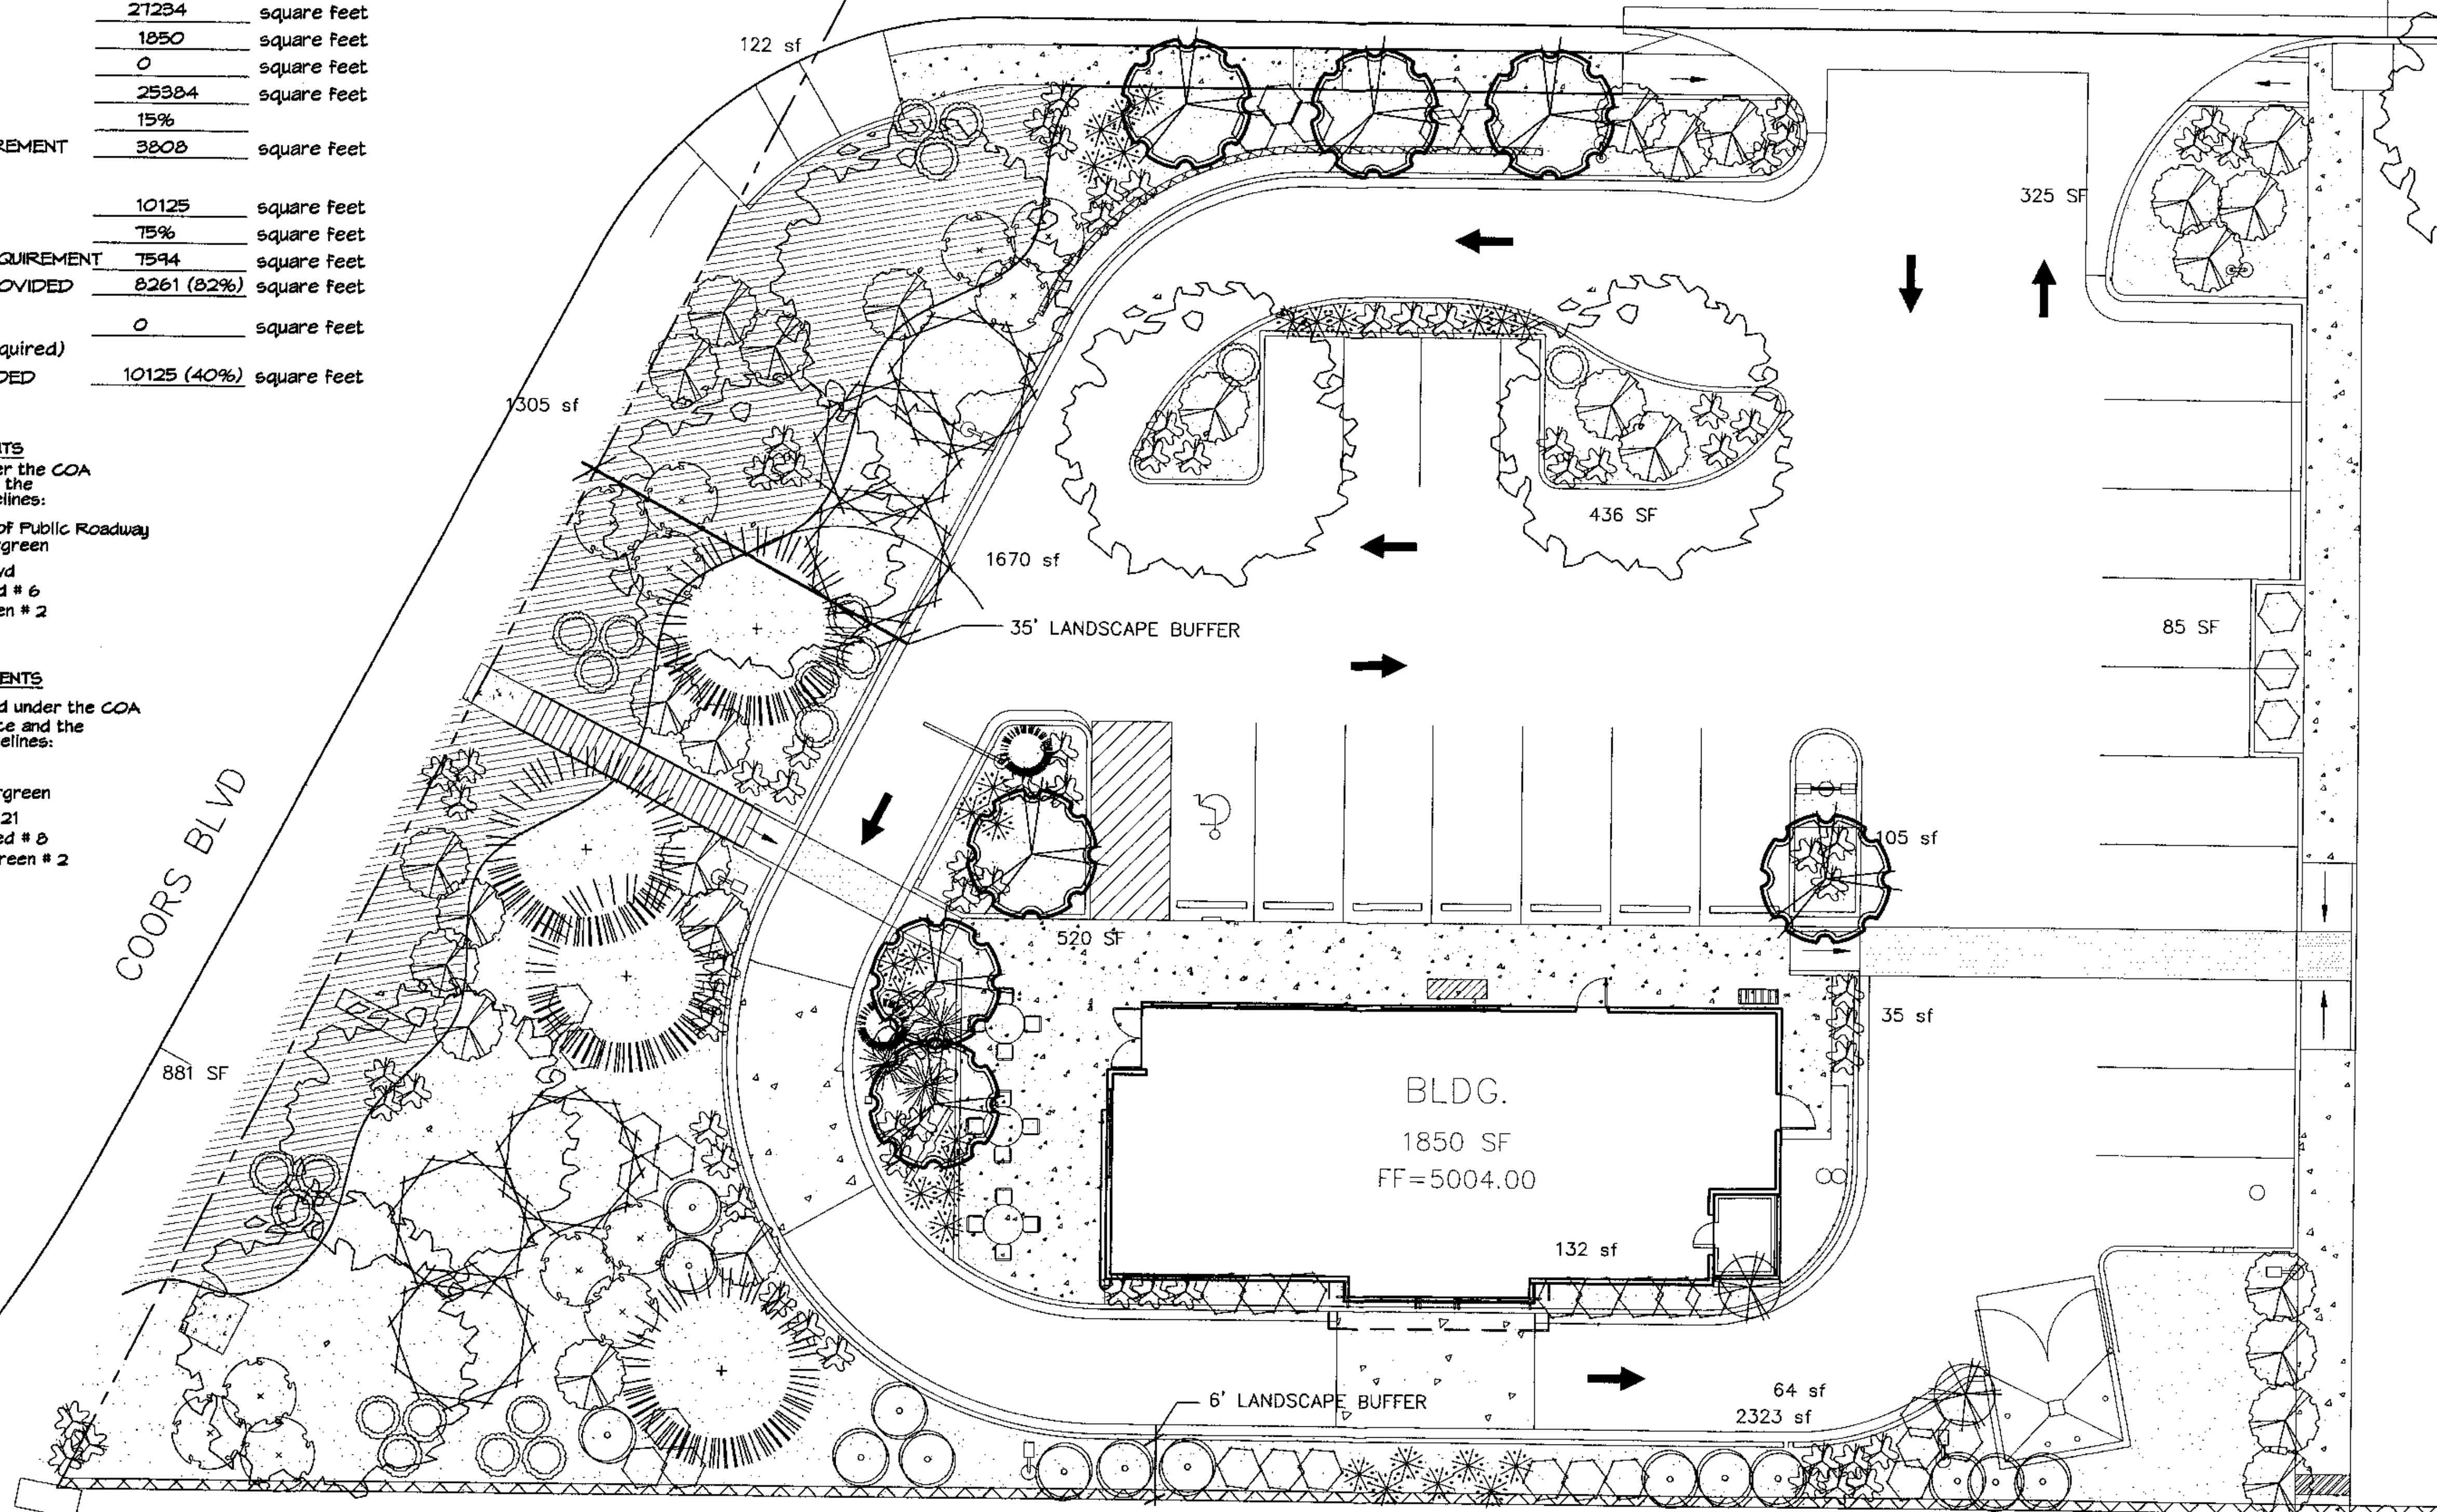 27234 square feet
1850 square feet
0 square feet
25384 square feet
15%
REMENT 3808 square feet
10125 square feet
75% square feet
QUIREMENT 7594 square feet
OVIDED 8261 (82%) square feet
0 square feet
quired)
DED 10125 (40%) square feet
TS
er the COA
the
elines:
of Public Roadway
rgreen
vd
d # 6
en # 2
ENTS
d under the COA
ce and the
elines:
rgreen
21
ed # 8
reen # 2
122 sf
325 SF
1305 sf
436 SF
1670 sf
35' LANDSCAPE BUFFER
85 SF
COORS BLVD
105 sf
520 SF
35 sf
881 SF
BLDG.
1850 SF
FF=5004.00
132 sf
64 sf
2323 sf
6' LANDSCAPE BUFFER